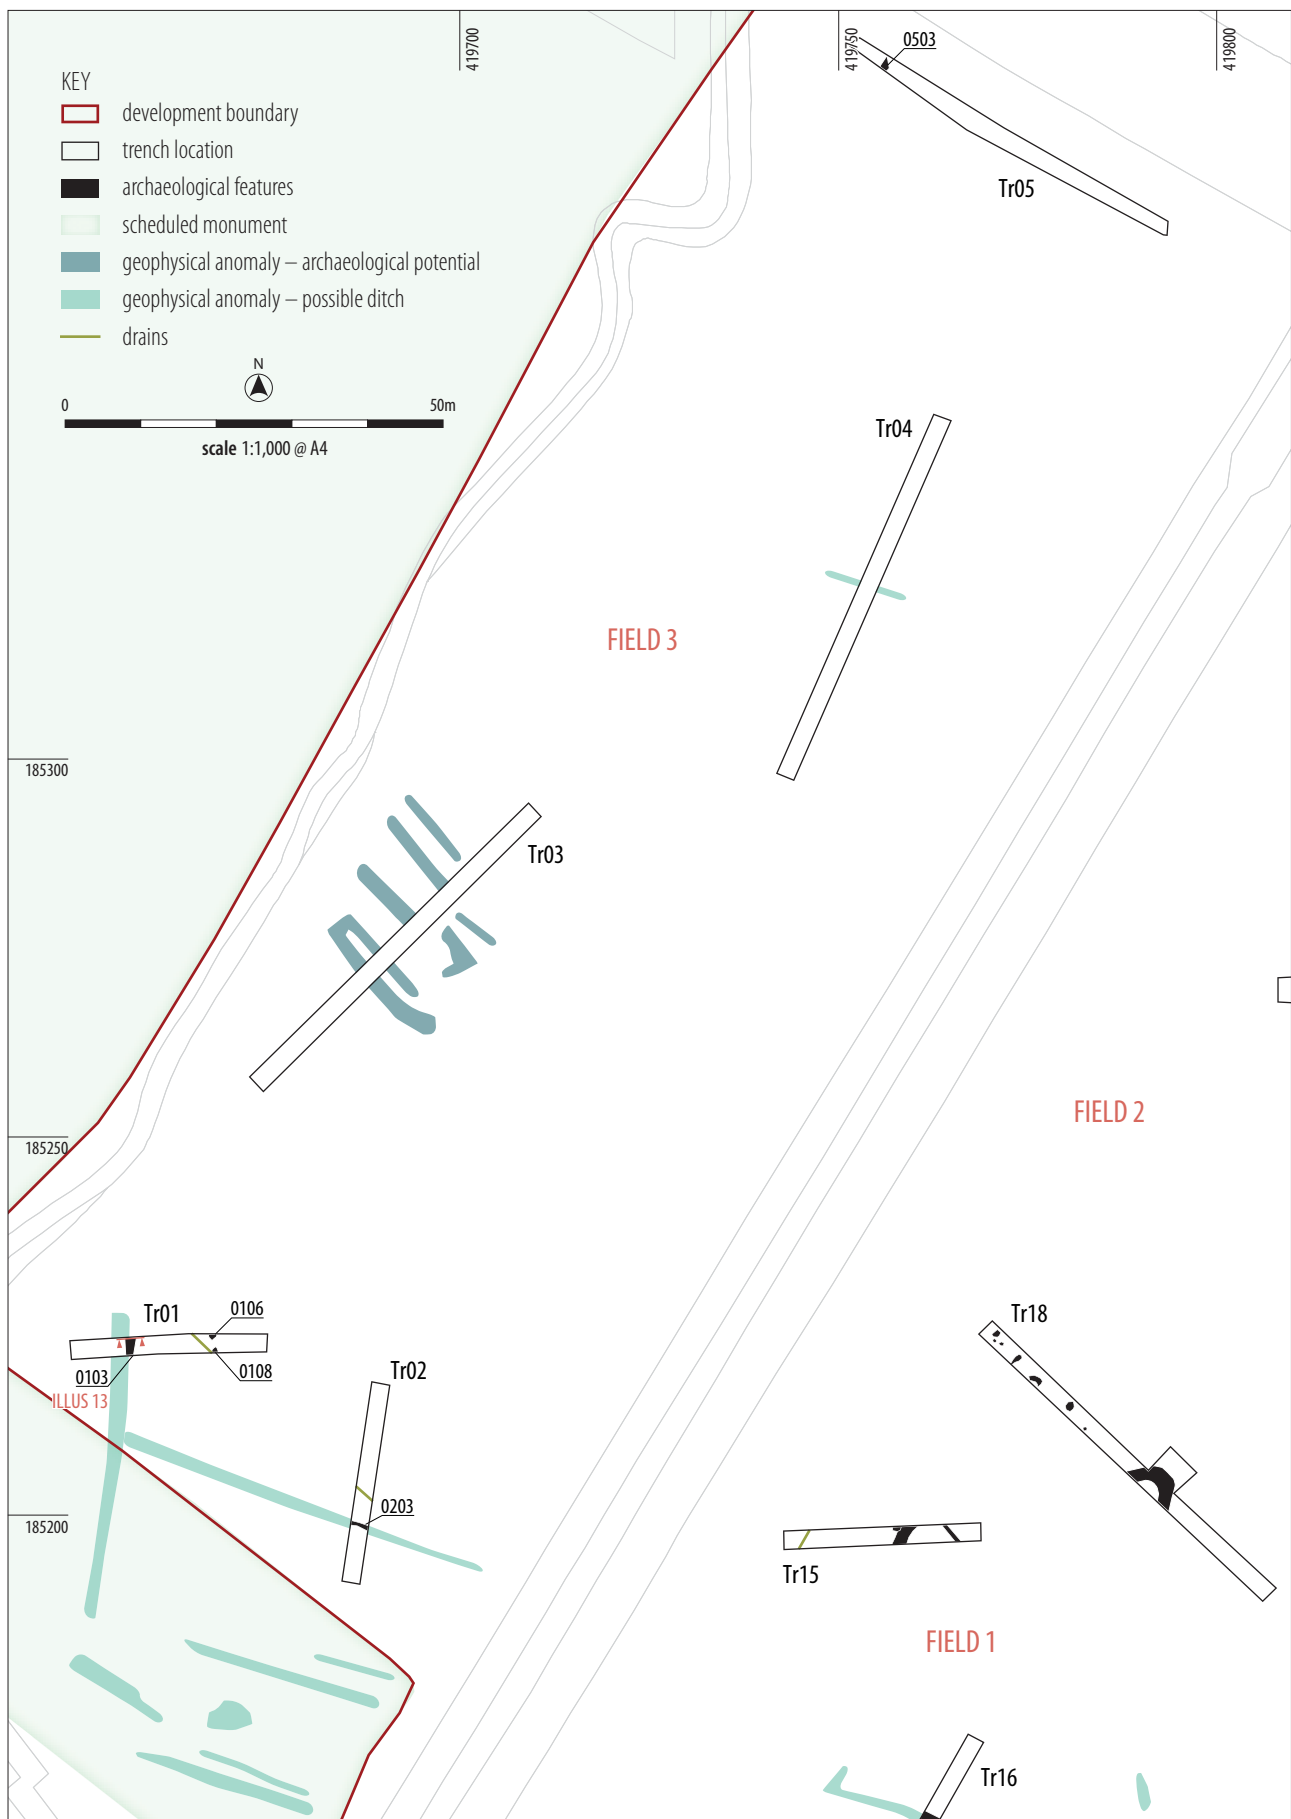 419700
419750
419800
0503
KEY
development boundary
trench location
archaeological features
scheduled monument
geophysical anomaly – archaeological potential
geophysical anomaly – possible ditch
drains
N
0 50m
scale 1:1,000 @ A4
Tr05
Tr04
FIELD 3
185300
Tr03
FIELD 2
185250
Tr01
0106
0103
0108
ILLUS 13
Tr02
Tr18
0203
185200
Tr15
FIELD 1
Tr16